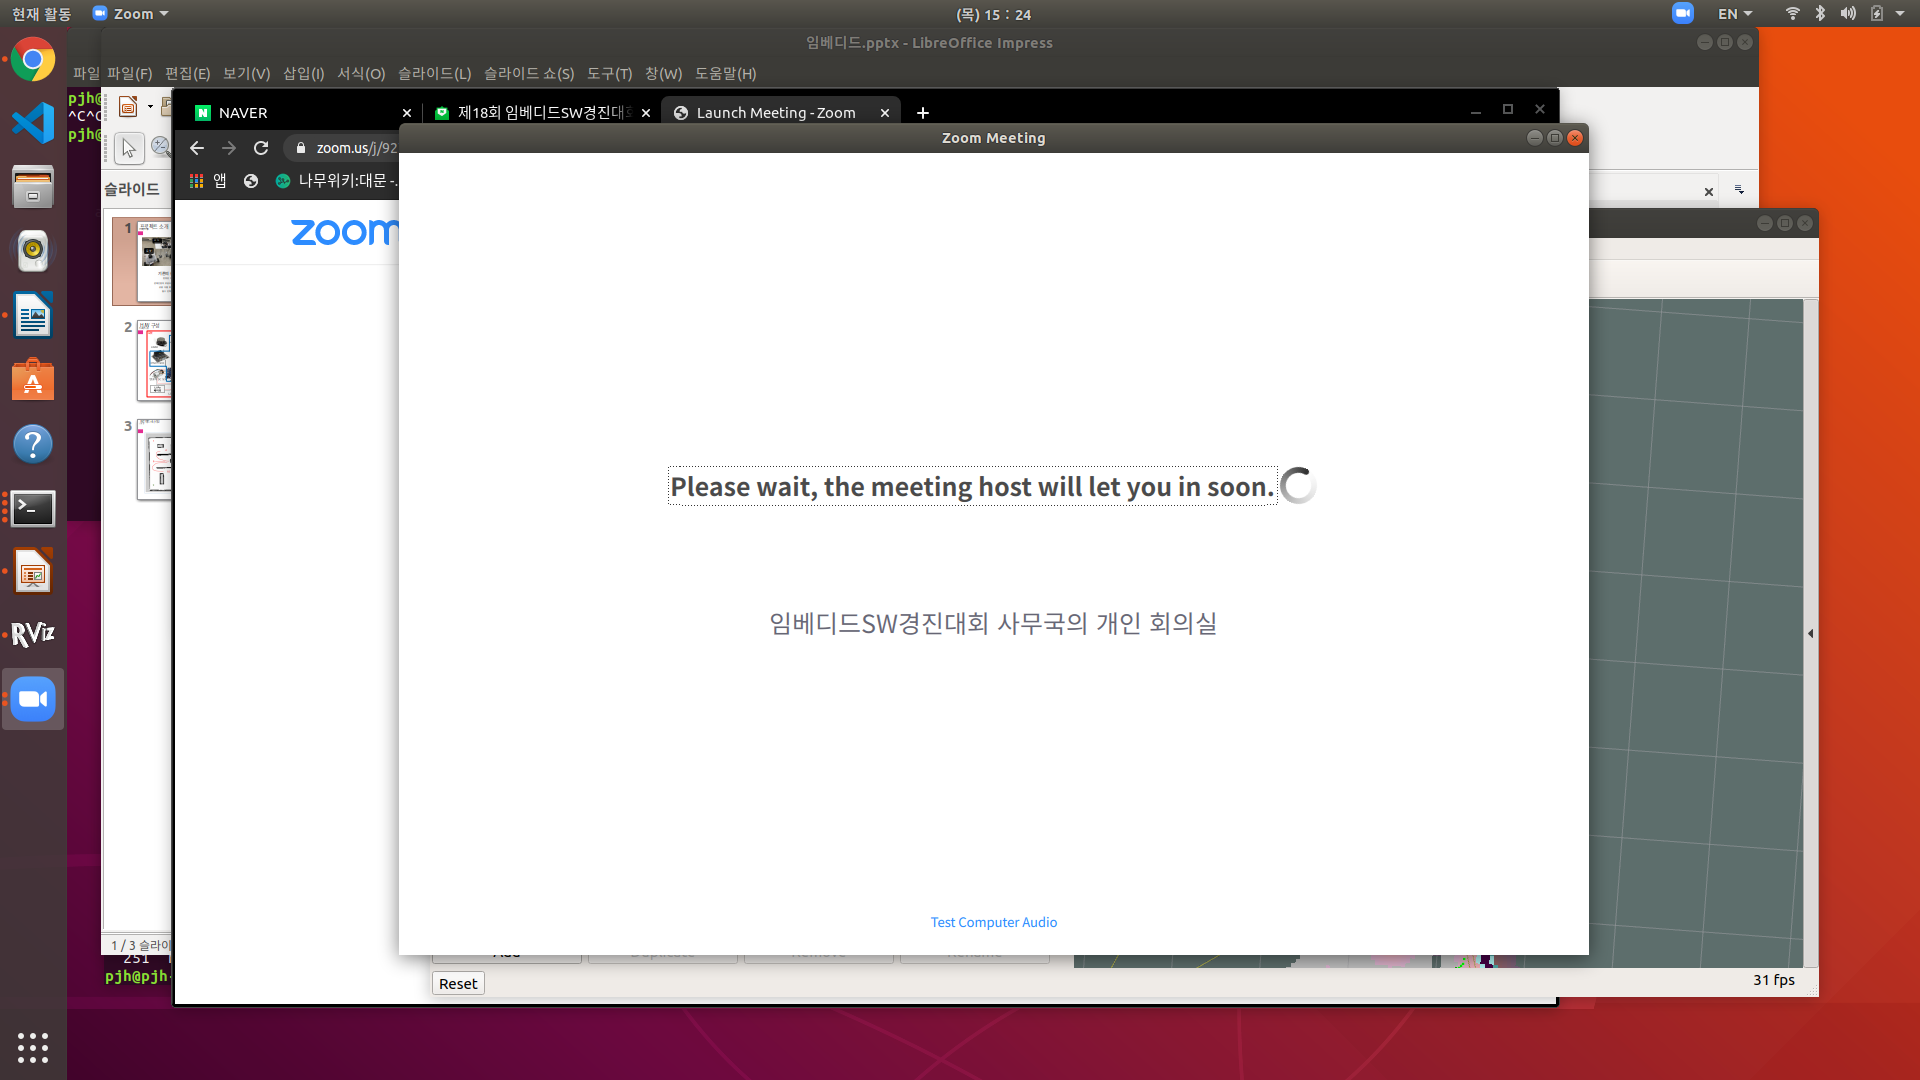 현재 활동
Zoom
(목) 15 : 24
EN
임베디드.pptx - LibreOffice Impress
파일
파일(F) 편집(E) 보기(V) 삽입(I) 서식(O) 슬라이드(L) 슬라이드 쇼(S) 도구(T) 창(W) 도움말(H)
pjh@
^C^C
pjh@
NAVER
제18회 임베디드SW경진대
Launch Meeting - Zoom
Zoom Meeting
zoom.us/j/92
앱
나무위키:대문 -
슬라이드
zoom
1
2
3
Please wait, the meeting host will let you in soon.
임베디드SW경진대회 사무국의 개인 회의실
RViz
Test Computer Audio
1 / 3 슬라이
251
pjh@pjh
Add
Duplicate
Remove
Rename
Reset
31 fps